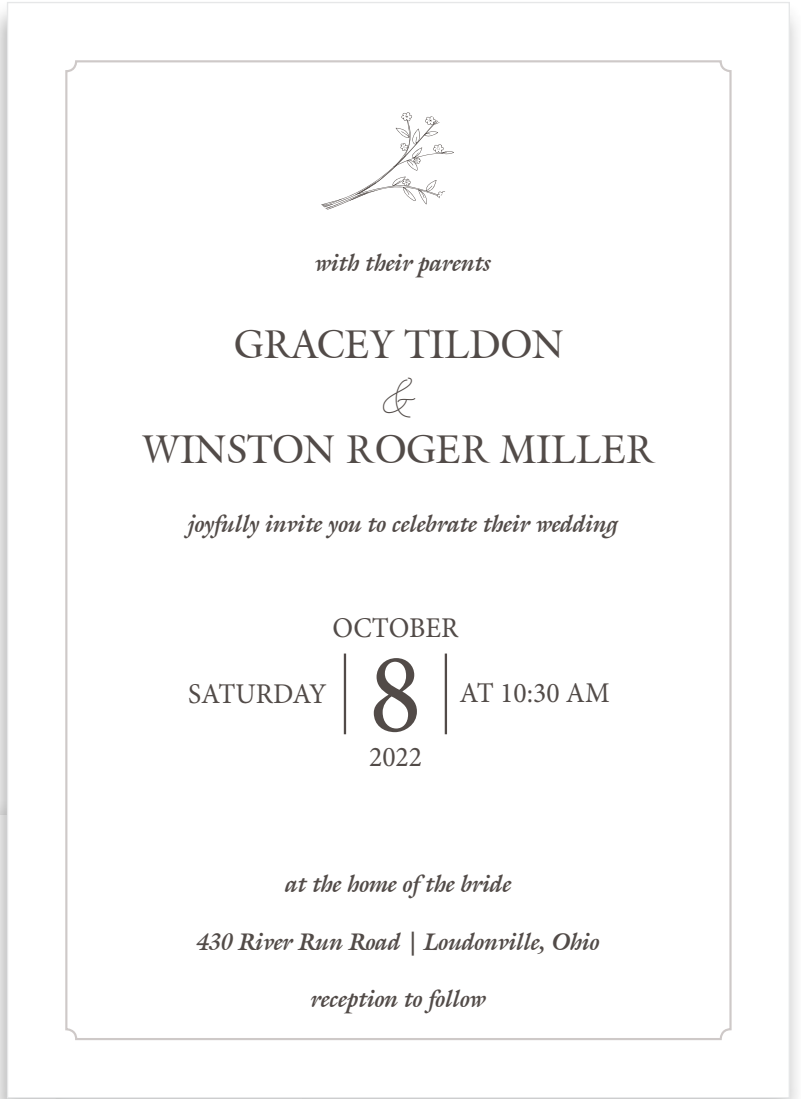 with their parents
GRACEY TILDON
&
WINSTON ROGER MILLER
joyfully invite you to celebrate their wedding
OCTOBER
SATURDAY | 8 | AT 10:30 AM
2022
at the home of the bride
430 River Run Road | Loudonville, Ohio
reception to follow